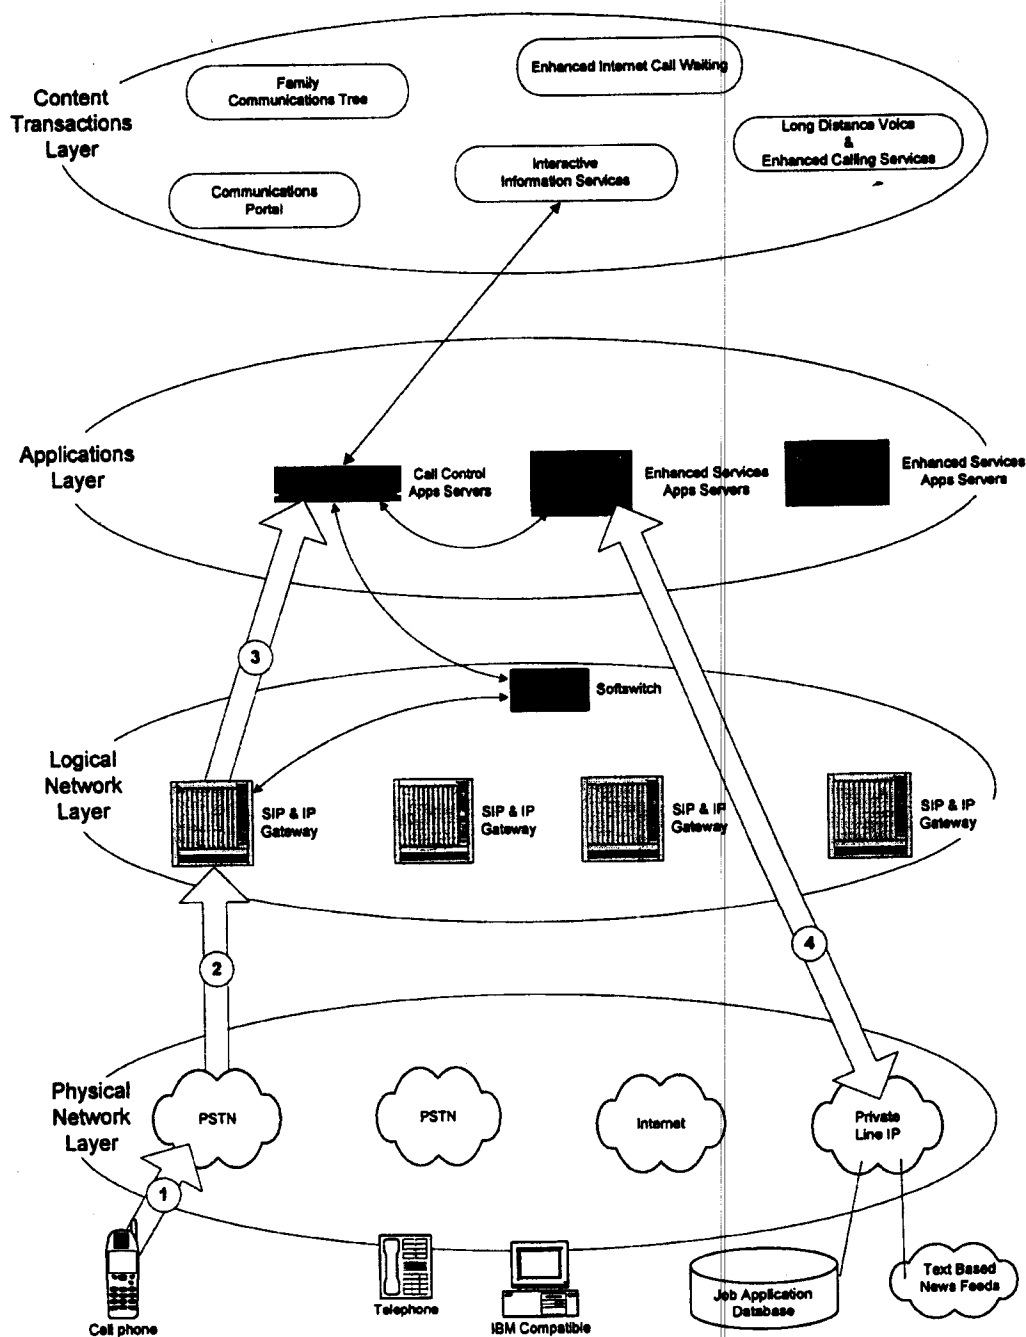 Content
Transactions
Layer
Family
Communications Tree
Enhanced Internet Call Waiting
Long Distance Voice
&
Enhanced Calling Services
Interactive
Information Services
Communications
Portal
Applications
Layer
Call Control
Apps Servers
Enhanced Services
Apps Servers
Enhanced Services
Apps Servers
3
Softswitch
Logical
Network
Layer
SIP & IP
Gateway
SIP & IP
Gateway
SIP & IP
Gateway
SIP & IP
Gateway
2
4
Physical
Network
Layer
PSTN
PSTN
Internet
Private
Line IP
1
Cell phone
Telephone
IBM Compatible
Job Application
Database
Text Based
News Feeds